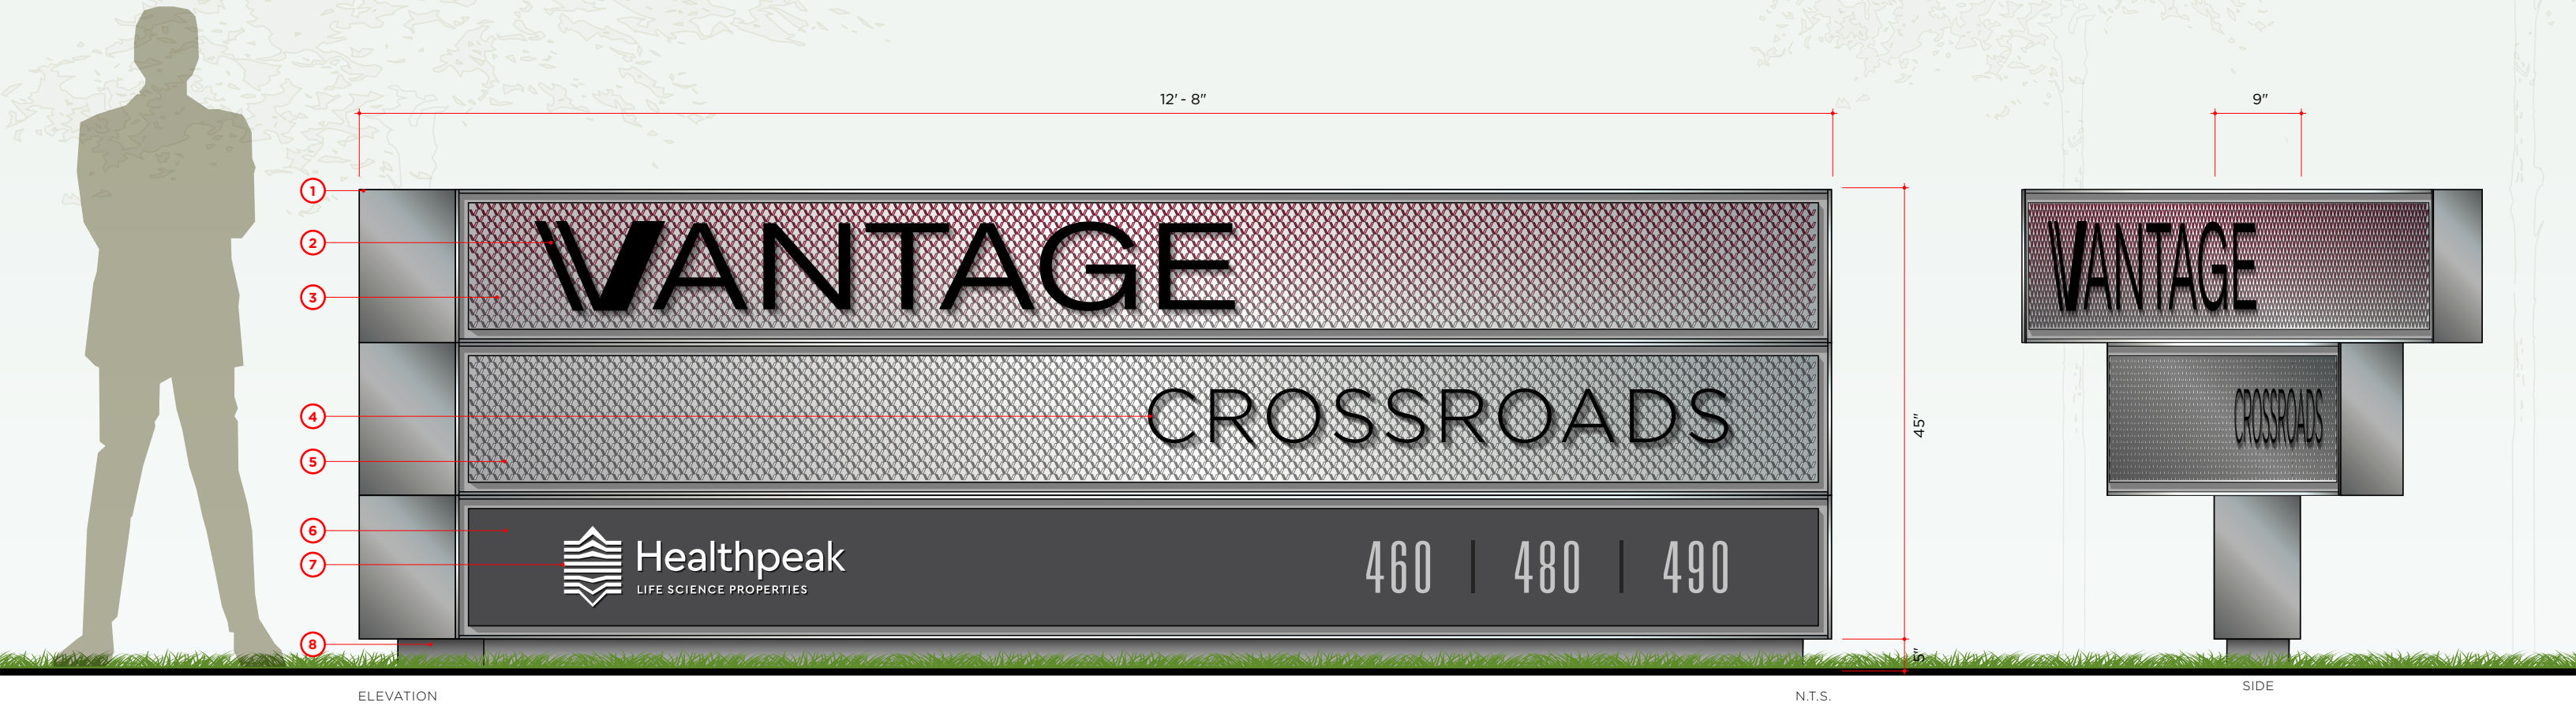 12' - 8"
9"
1
2
3
4
5
6
7
8
VANTAGE
CROSSROADS
Healthpeak
LIFE SCIENCE PROPERTIES
460 | 480 | 490
45"
5"
VANTAGE
CROSSROADS
ELEVATION
N.T.S.
SIDE